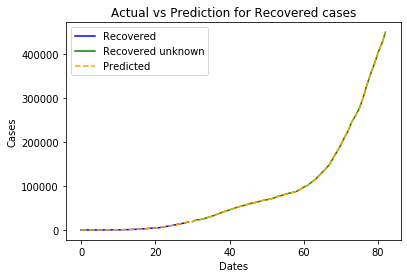 Actual vs Prediction for Recovered cases
Recovered
Recovered unknown
Predicted
400000
300000
200000
100000
0
Cases
0 20 40 60 80
Dates